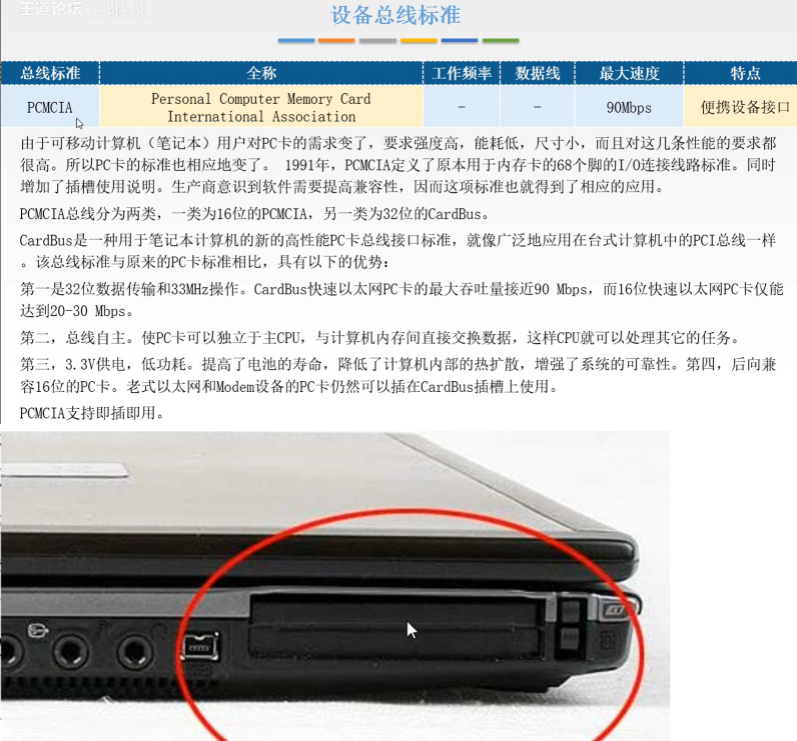 王道论坛
设备总线标准
总线标准 全称 工作频率 数据线 最大速度 特点
PCMCIA Personal Computer Memory Card International Association - - 90Mbps 便携设备接口
由于可移动计算机（笔记本）用户对PC卡的需求变了，要求强度高，能耗低，尺寸小，而且对这几条性能的要求都
很高。所以PC卡的标准也相应地变了。 1991年，PCMCIA定义了原本用于内存卡的68个脚的I/O连接线路标准。同时
增加了插槽使用说明。生产商意识到软件需要提高兼容性，因而这项标准也就得到了相应的应用。
PCMCIA总线分为两类，一类为16位的PCMCIA，另一类为32位的CardBus。
CardBus是一种用于笔记本计算机的新的高性能PC卡总线接口标准，就像广泛地应用在台式计算机中的PCI总线一样
。该总线标准与原来的PC卡标准相比，具有以下的优势：
第一是32位数据传输和33MHz操作。CardBus快速以太网PC卡的最大吞吐量接近90 Mbps，而16位快速以太网PC卡仅能
达到20-30 Mbps。
第二，总线自主。使PC卡可以独立于主CPU，与计算机内存间直接交换数据，这样CPU就可以处理其它的任务。
第三，3.3V供电，低功耗。提高了电池的寿命，降低了计算机内部的热扩散，增强了系统的可靠性。第四，后向兼
容16位的PC卡。老式以太网和Modem设备的PC卡仍然可以插在CardBus插槽上使用。
PCMCIA支持即插即用。